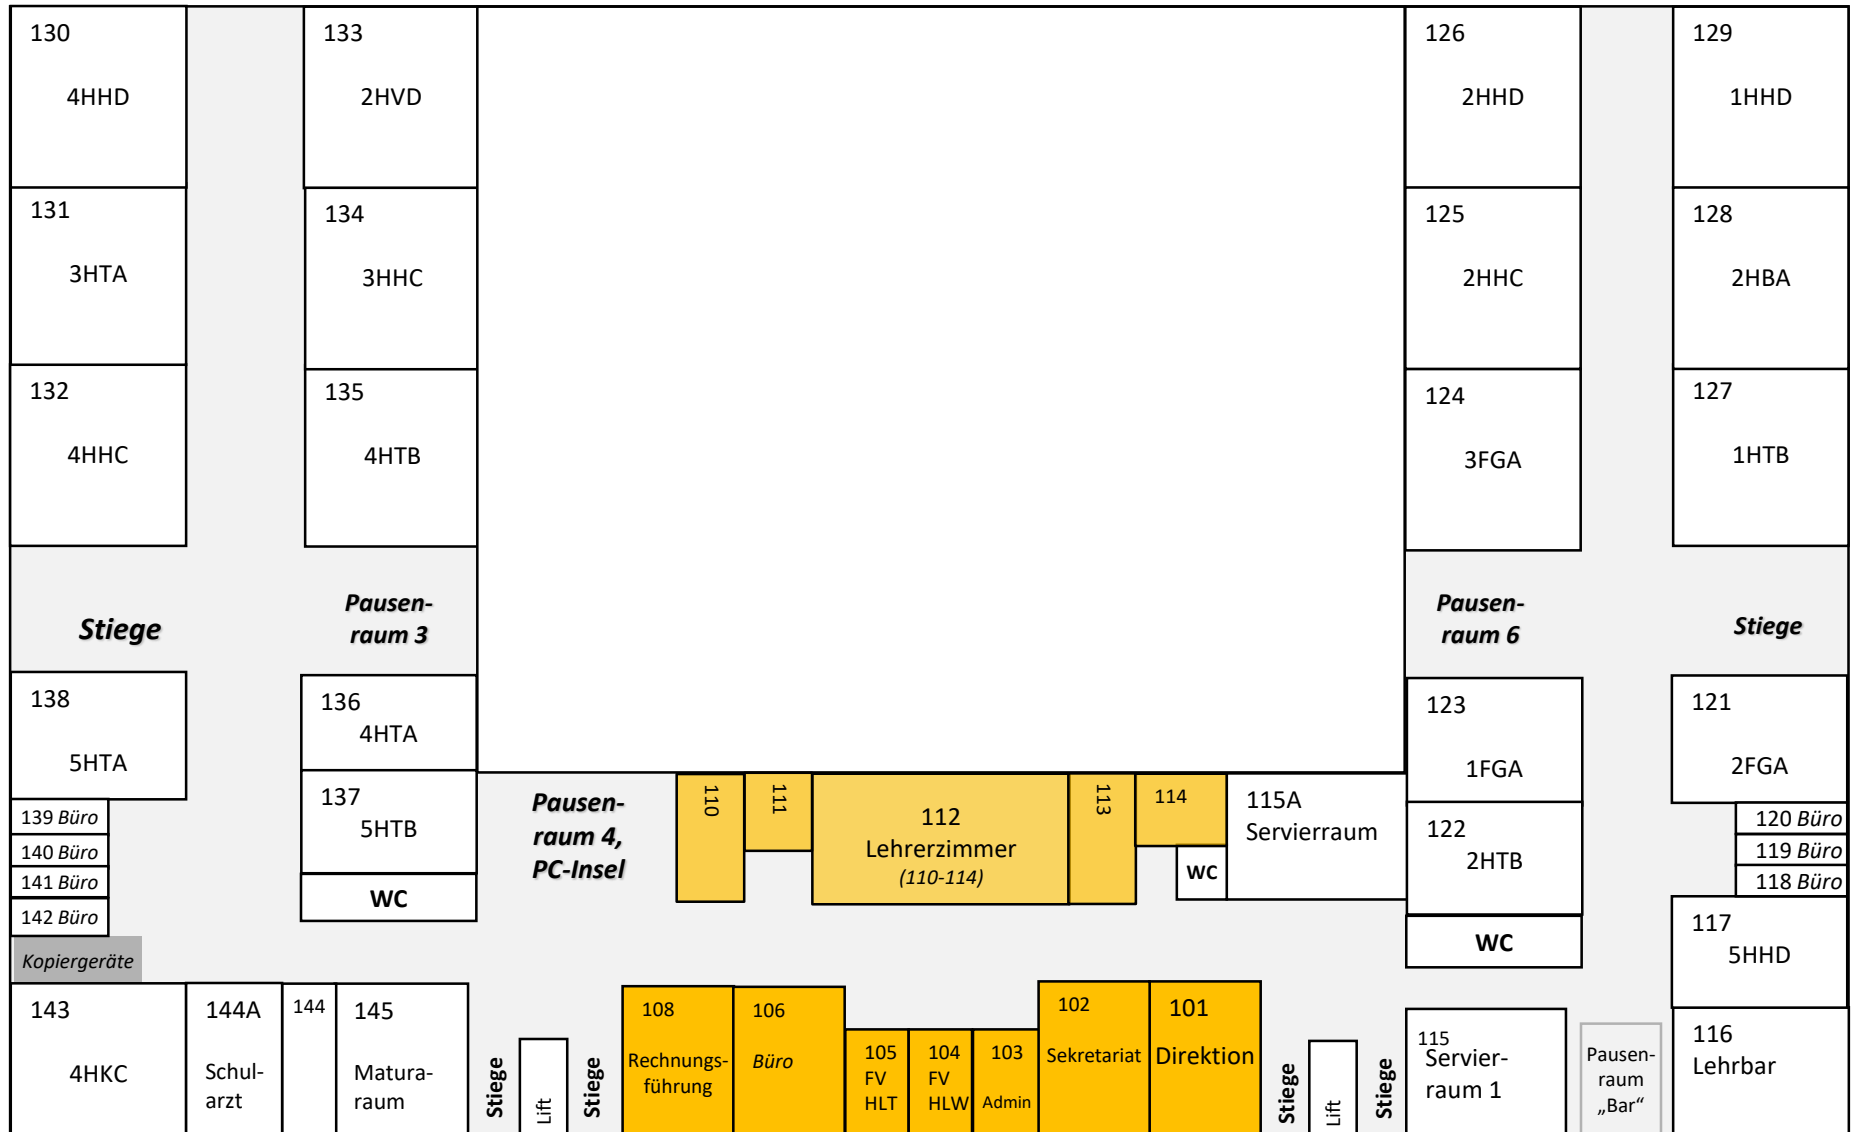 130
4HHD
133
2HVD
126
2HHD
129
1HHD
131
3HTA
134
3HHC
125
2HHC
128
2HBA
132
4HHC
135
4HTB
124
3FGA
127
1HTB
Stiege
Pausen-
raum 3
Pausen-
raum 6
Stiege
138
5HTA
136
4HTA
123
1FGA
121
2FGA
137
5HTB
139 Büro
140 Büro
141 Büro
142 Büro
WC
Kopiergeräte
Pausen-
raum 4,
PC-Insel
110
111
112
Lehrerzimmer
(110-114)
113
114
WC
115A
Servierraum
122
2HTB
WC
120 Büro
119 Büro
118 Büro
117
5HHD
143
4HKC
144A
Schul-
arzt
144
145
Matura-
raum
Stiege
Lift
Stiege
108
Rechnungs-
führung
106
Büro
105
FV
HLT
104
FV
HLW
103
Admin
102
Sekretariat
101
Direktion
Stiege
Lift
Stiege
115
Servier-
raum 1
Pausen-
raum
„Bar“
116
Lehrbar